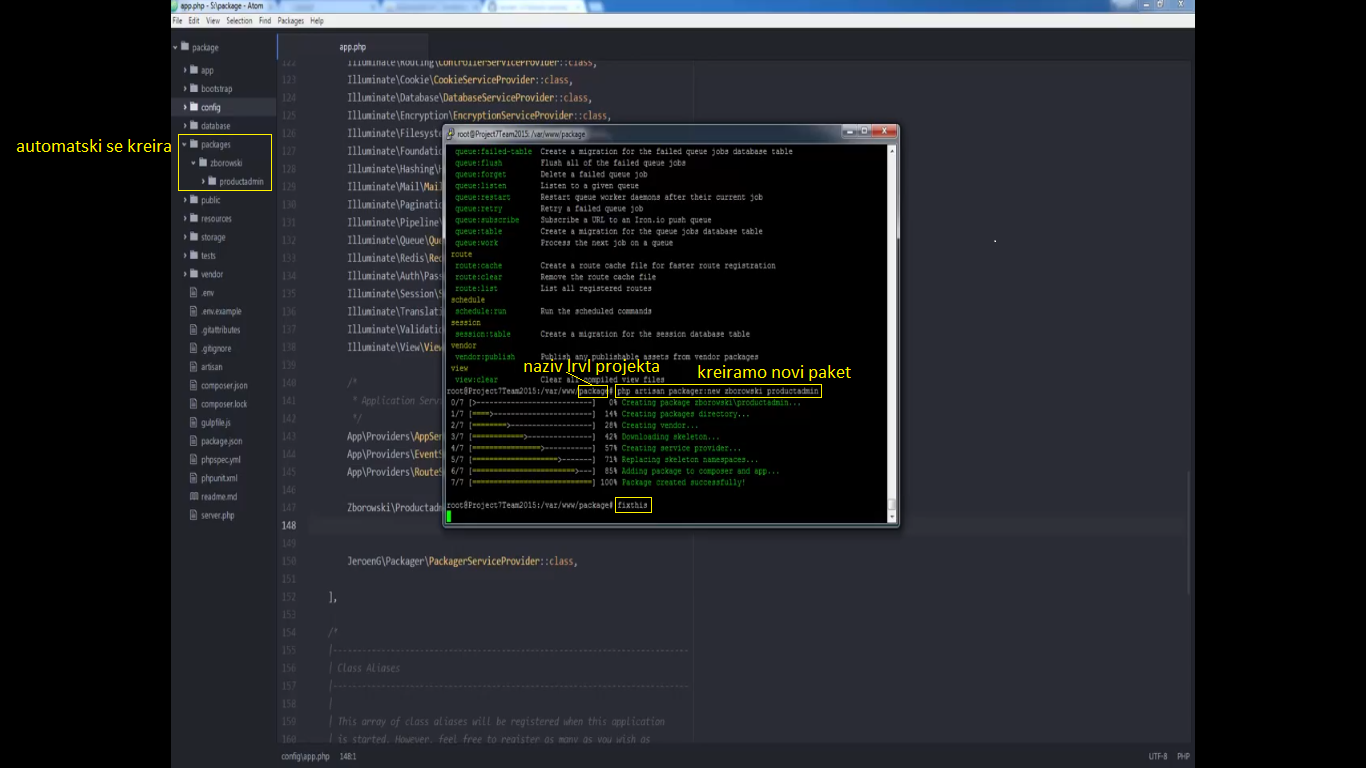 app.php - S:\package - Atom
File Edit View Selection Find Packages Help
package
app
bootstrap
config
database
automatski se kreira
packages
zborowski
productadmin
public
resources
storage
tests
vendor
.env
.env.example
.gitattributes
.gitignore
artisan
composer.json
composer.lock
gulpfile.js
package.json
phpspec.yml
phpunit.xml
readme.md
server.php
app.php
122 Illuminate\Routing\ControllerServiceProvider::class,
123 Illuminate\Cookie\CookieServiceProvider::class,
124 Illuminate\Database\DatabaseServiceProvider::class,
125 Illuminate\Encryption\EncryptionServiceProvider::class,
126 Illuminate\Filesyste
127 Illuminate\Foundatio
128 Illuminate\Hashing\H
129 Illuminate\Mail\Mai
130 Illuminate\Paginatio
131 Illuminate\Pipeline\
132 Illuminate\Queue\Qu
133 Illuminate\Redis\Red
134 Illuminate\Auth\Pas
135 Illuminate\Session\S
136 Illuminate\Translati
137 Illuminate\Validatio
138 Illuminate\View\View
139
/*
* Application Serv
*/
143 App\Providers\AppSer
144 App\Providers\EventS
145 App\Providers\RouteS
146
147 Zborowski\Productadm
148
149
150 JeroenG\Packager\PackagerServiceProvider::class,
151
152 ],
153
154 /*
155 |--------------------------------------------------------------------------
156 | Class Aliases
157 |--------------------------------------------------------------------------
158 |
159 | This array of class aliases will be registered when this application
160 | is started. However, feel free to register as many as you wish as
root@Project7Team2015: /var/www/package
queue:failed-table Create a migration for the failed queue jobs database table
queue:flush Flush all of the failed queue jobs
queue:forget Delete a failed queue job
queue:listen Listen to a given queue
queue:restart Restart queue worker daemons after their current job
queue:retry Retry a failed queue job
queue:subscribe Subscribe a URL to an Iron.io push queue
queue:table Create a migration for the queue jobs database table
queue:work Process the next job on a queue
route
route:cache Create a route cache file for faster route registration
route:clear Remove the route cache file
route:list List all registered routes
schedule
schedule:run Run the scheduled commands
session
session:table Create a migration for the session database table
vendor
vendor:publish Publish any publishable assets from vendor packages
view
naziv lrvl projekta
kreiramo novi paket
view:clear Clear all compiled view files
root@Project7Team2015:/var/www/package# php artisan packager:new zborowski productadmin
0/7 [>---------------------------] 0% Creating package zborowski\productadmin...
1/7 [====>-----------------------] 14% Creating packages directory...
2/7 [========>-------------------] 28% Creating vendor...
3/7 [============>---------------] 42% Downloading skeleton...
4/7 [================>-----------] 57% Creating service provider...
5/7 [====================>-------] 71% Replacing skeleton namespaces...
6/7 [========================>---] 85% Adding package to composer and app...
7/7 [============================] 100% Package created successfully!
root@Project7Team2015:/var/www/package# fixthis
config\app.php 148:1
UTF-8 PHP